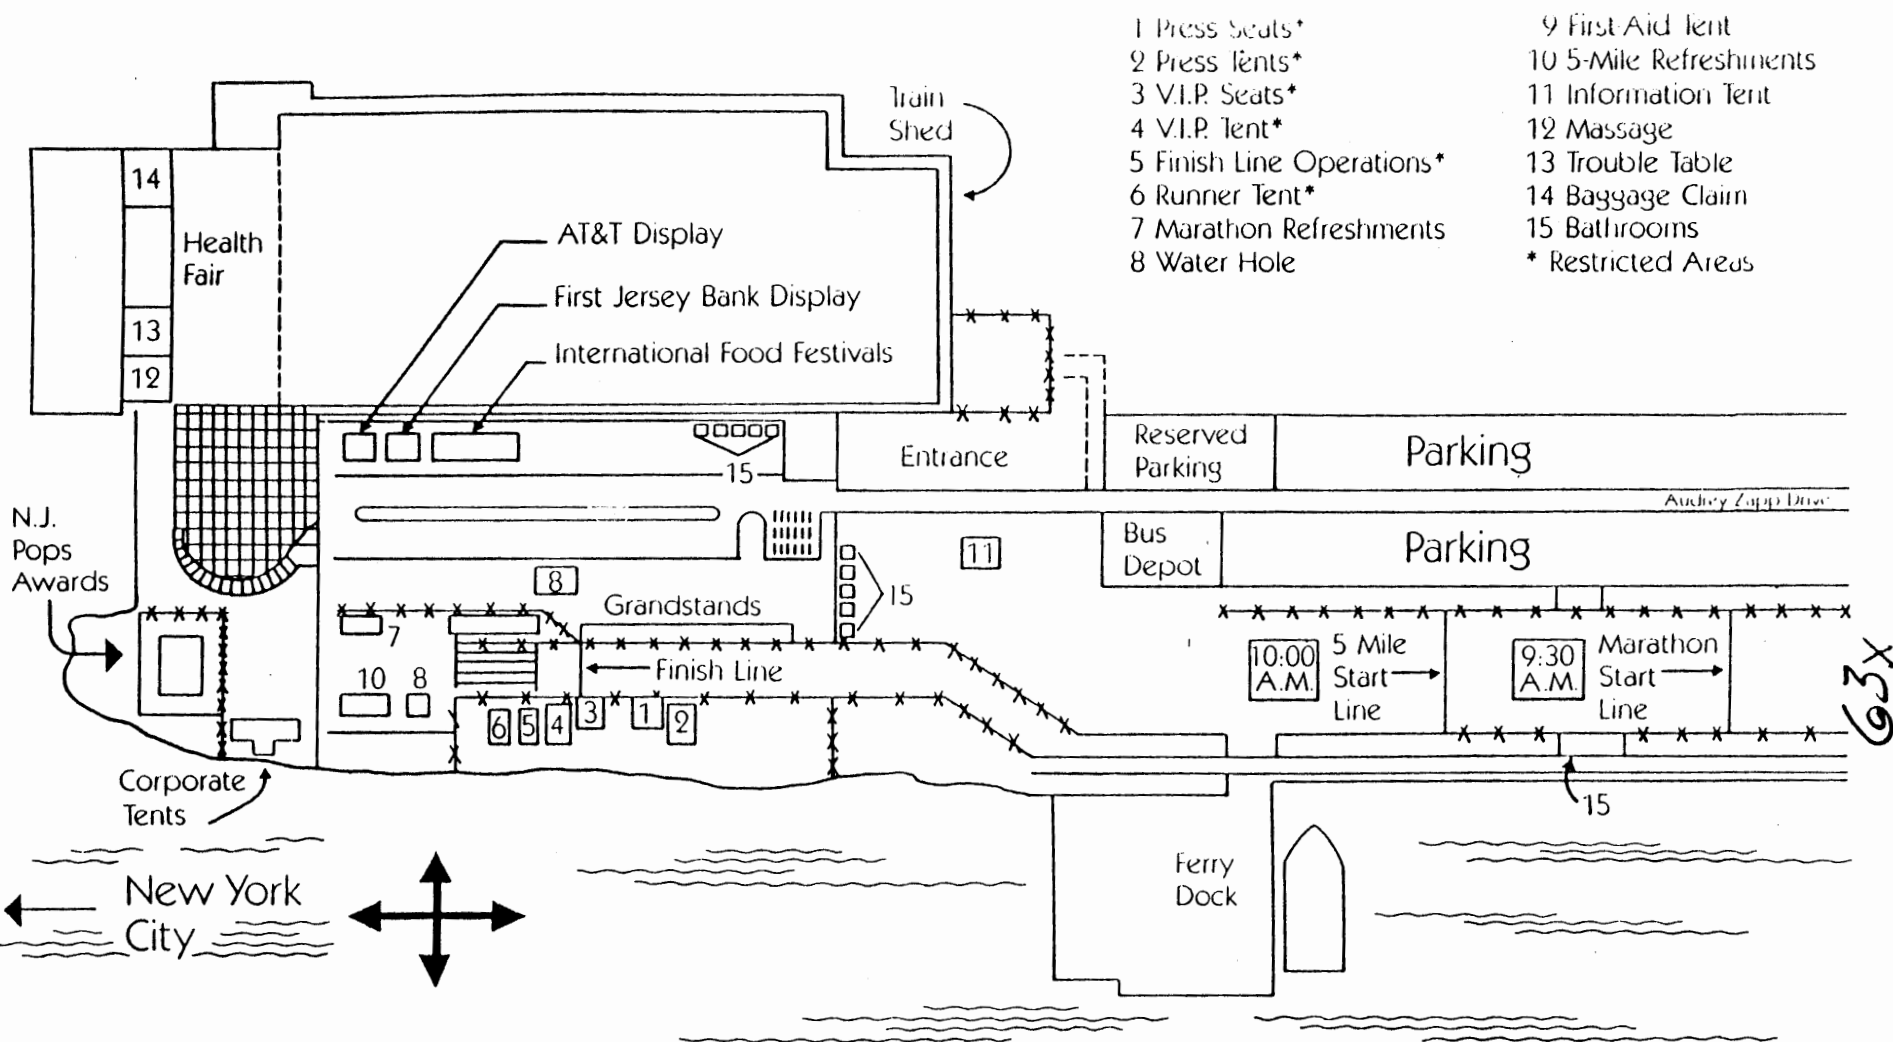 1 Press Seats*
2 Press Tents*
3 V.I.P. Seats*
4 V.I.P. Tent*
5 Finish Line Operations*
6 Runner Tent*
7 Marathon Refreshments
8 Water Hole
9 First-Aid Tent
10 5-Mile Refreshments
11 Information Tent
12 Massage
13 Trouble Table
14 Baggage Claim
15 Bathrooms
* Restricted Areas
Train
Shed
14
Health
Fair
13
12
AT&T Display
First Jersey Bank Display
International Food Festivals
15
Entrance
Reserved
Parking
Parking
Audrey Zapp Drive
N.J.
Pops
Awards
Bus
Depot
Parking
11
8
15
Grandstands
7
Finish Line
10
8
10:00
A.M.
5 Mile
Start
Line
9:30
A.M.
Marathon
Start
Line
63X
6
5
4
3
1
2
Corporate
Tents
15
New York
City
Ferry
Dock